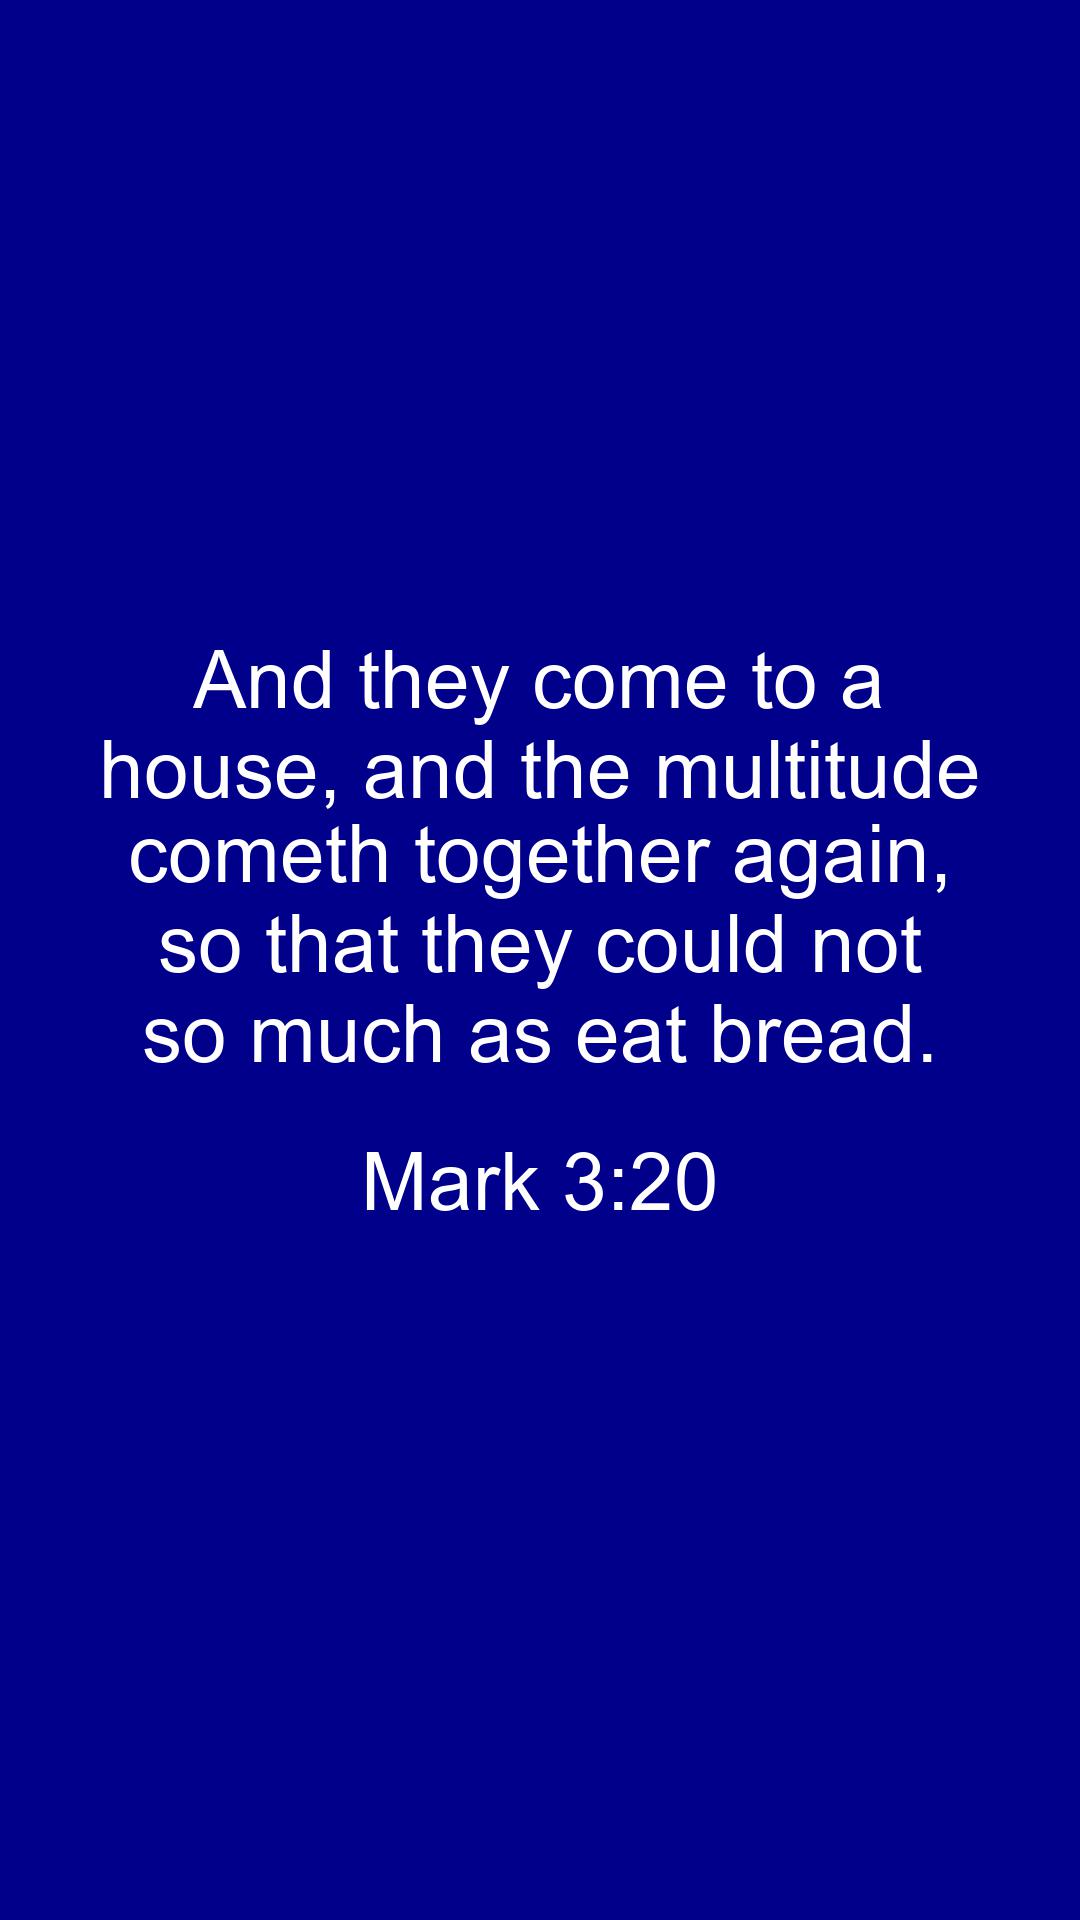 And they come to a
house, and the multitude
cometh together again,
so that they could not
so much as eat bread.
Mark 3:20